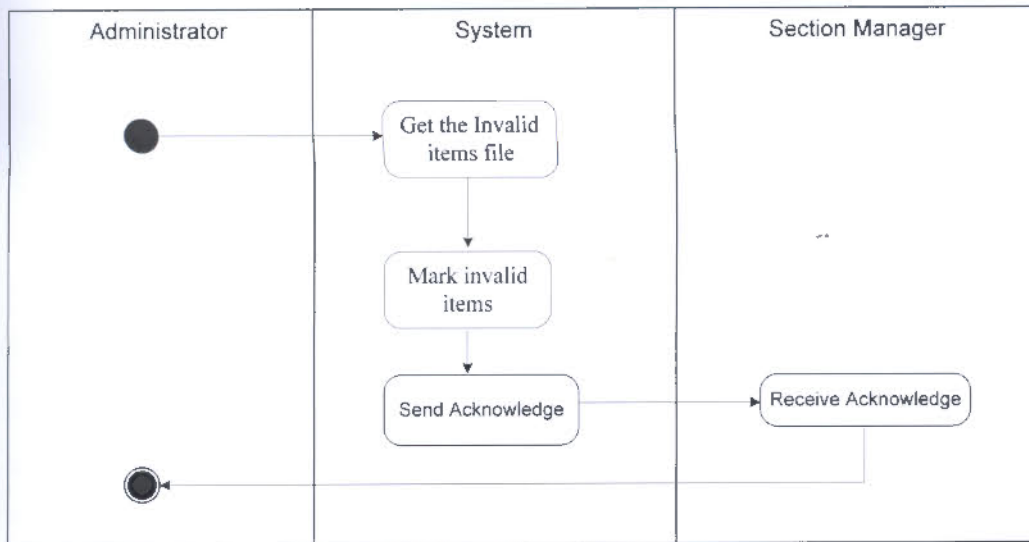 Administrator
System
Section Manager
Get the Invalid
items file
Mark invalid
items
Send Acknowledge
Receive Acknowledge